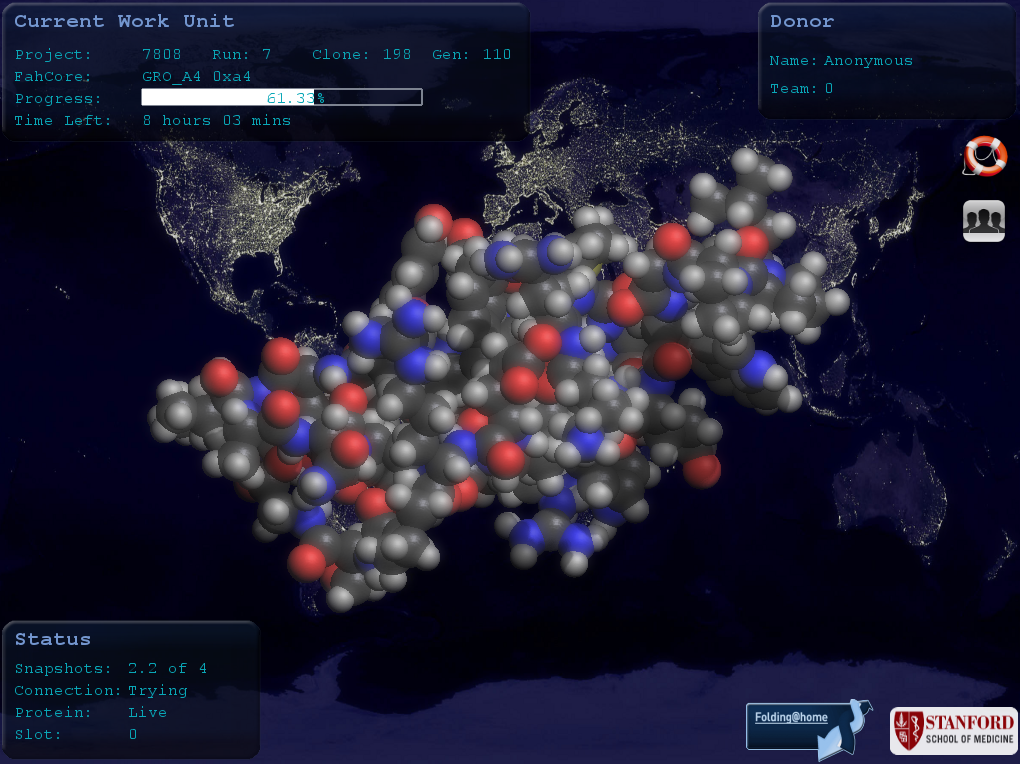 Current Work Unit
Project: 7808 Run: 7 Clone: 198 Gen: 110
FahCore: GRO_A4 0xa4
Progress: 61.33%
Time Left: 8 hours 03 mins
Donor
Name: Anonymous
Team: 0
Status
Snapshots: 2.2 of 4
Connection: Trying
Protein: Live
Slot: 0
Folding@home
STANFORD
SCHOOL OF MEDICINE